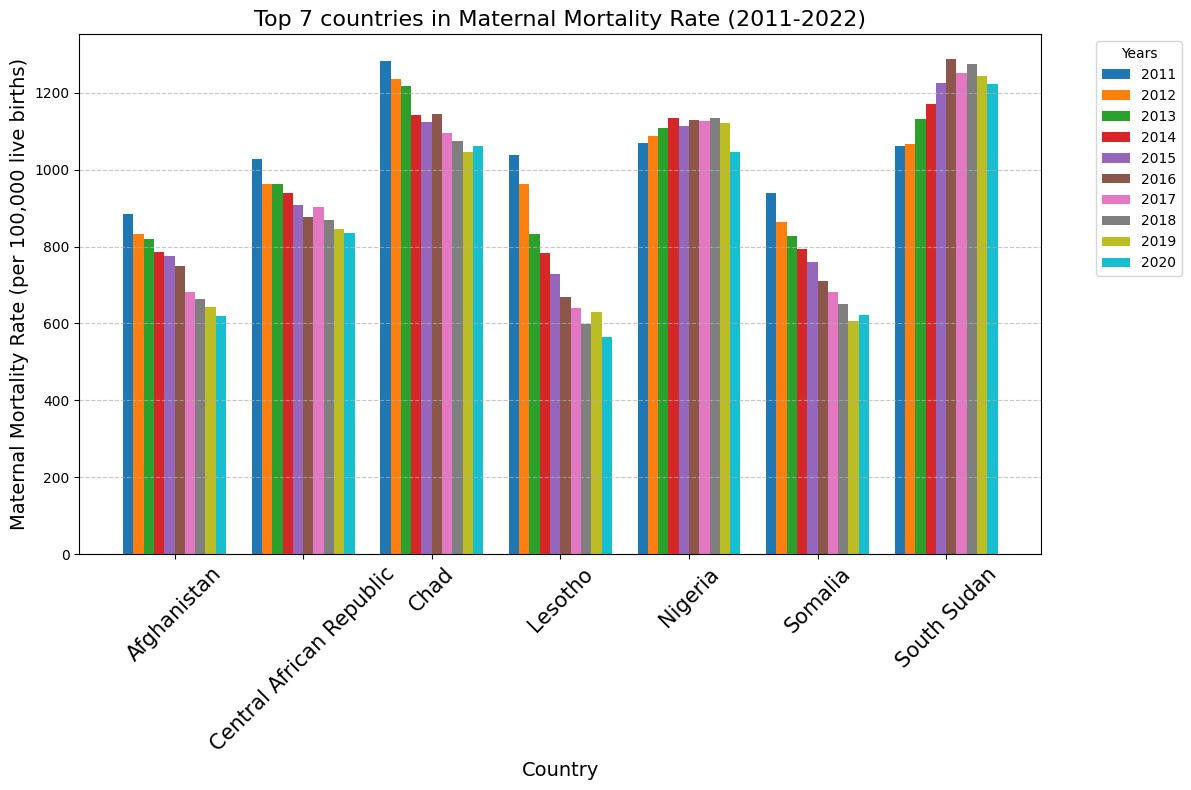 Top 7 countries in Maternal Mortality Rate (2011-2022)
Maternal Mortality Rate (per 100,000 live births)
1200
1000
800
600
400
200
0
Afghanistan
Central African Republic
Chad
Lesotho
Nigeria
Somalia
South Sudan
Country
Years
2011
2012
2013
2014
2015
2016
2017
2018
2019
2020